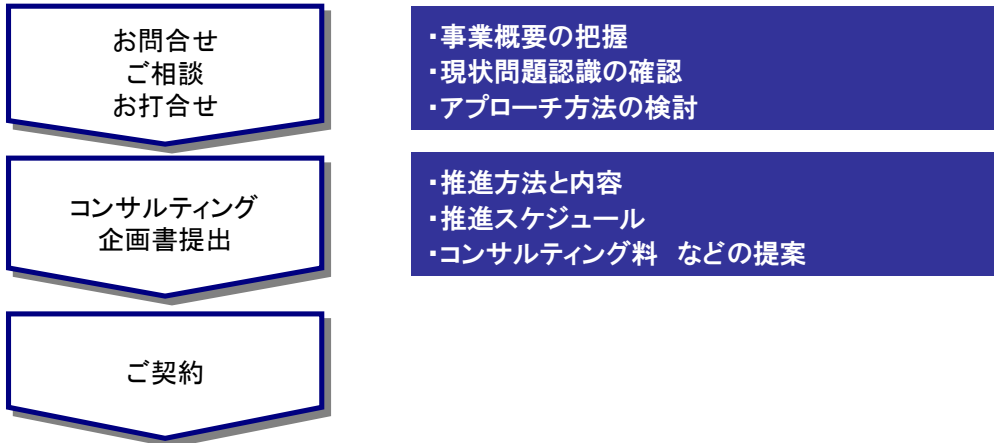 お問合せ
ご相談
お打合せ
・事業概要の把握
・現状問題認識の確認
・アプローチ方法の検討
コンサルティング
企画書提出
・推進方法と内容
・推進スケジュール
・コンサルティング料　などの提案
ご契約